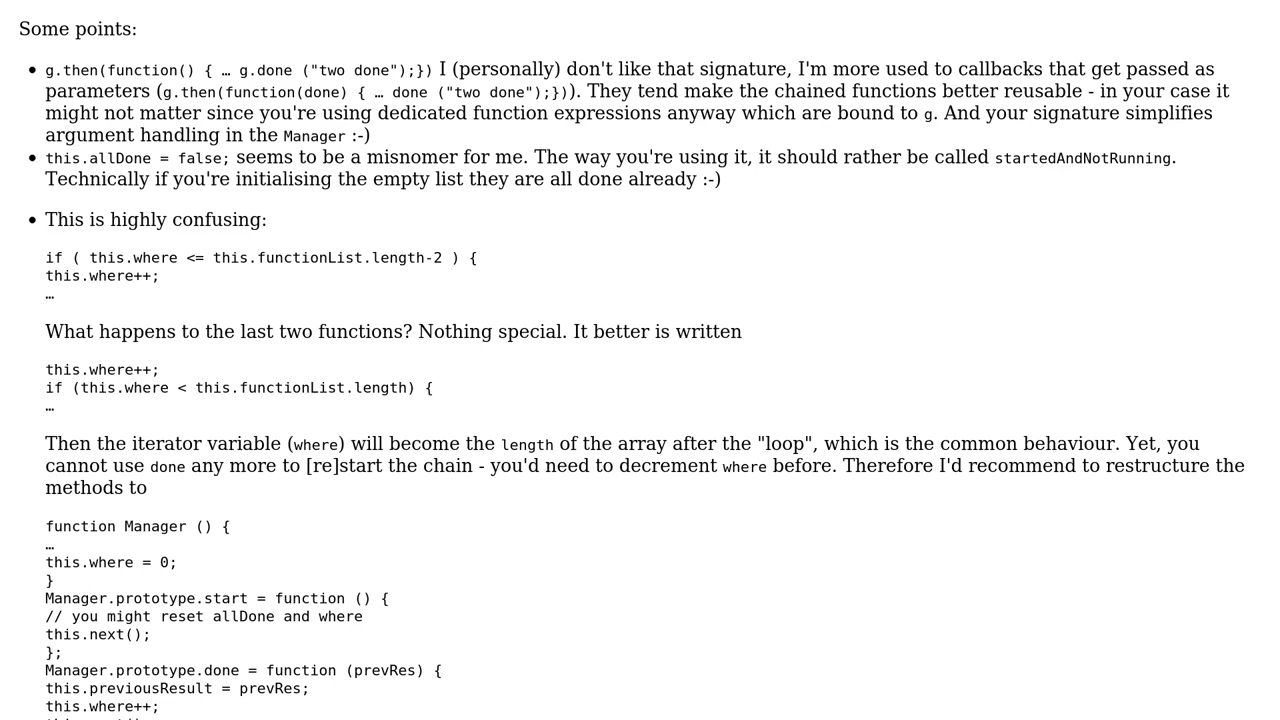 Some points:
g.then(function() { … g.done ("two done");}) I (personally) don't like that signature, I'm more used to callbacks that get passed as
parameters (g.then(function(done) { … done ("two done");})). They tend make the chained functions better reusable - in your case it
might not matter since you're using dedicated function expressions anyway which are bound to g. And your signature simplifies
argument handling in the Manager :-)
this.allDone = false; seems to be a misnomer for me. The way you're using it, it should rather be called startedAndNotRunning.
Technically if you're initialising the empty list they are all done already :-)
This is highly confusing:
if ( this.where <= this.functionList.length-2 ) {
this.where++;
…
What happens to the last two functions? Nothing special. It better is written
this.where++;
if (this.where < this.functionList.length) {
…
Then the iterator variable (where) will become the length of the array after the "loop", which is the common behaviour. Yet, you
cannot use done any more to [re]start the chain - you'd need to decrement where before. Therefore I'd recommend to restructure the
methods to
function Manager () {
…
this.where = 0;
}
Manager.prototype.start = function () {
// you might reset allDone and where
this.next();
};
Manager.prototype.done = function (prevRes) {
this.previousResult = prevRes;
this.where++;